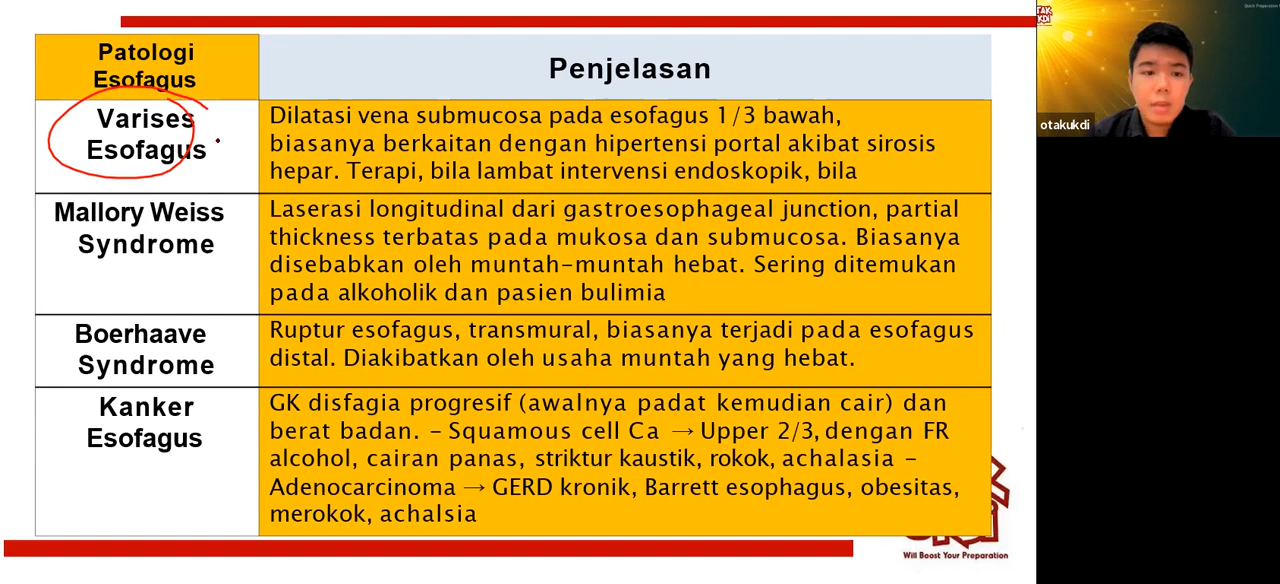 Patologi
Esofagus
Penjelasan
Varises
Esofagus
Dilatasi vena submucosa pada esofagus 1/3 bawah,
biasanya berkaitan dengan hipertensi portal akibat sirosis
hepar. Terapi, bila lambat intervensi endoskopik, bila
Mallory Weiss
Syndrome
Laserasi longitudinal dari gastroesophageal junction, partial
thickness terbatas pada mukosa dan submucosa. Biasanya
disebabkan oleh muntah-muntah hebat. Sering ditemukan
pada alkoholik dan pasien bulimia
Boerhaave
Syndrome
Ruptur esofagus, transmural, biasanya terjadi pada esofagus
distal. Diakibatkan oleh usaha muntah yang hebat.
Kanker
Esofagus
GK disfagia progresif (awalnya padat kemudian cair) dan
berat badan. - Squamous cell Ca → Upper 2/3, dengan FR
alcohol, cairan panas, striktur kaustik, rokok, achalasia -
Adenocarcinoma → GERD kronik, Barrett esophagus, obesitas,
merokok, achalsia
Will Boost Your Preparation
otakukdi